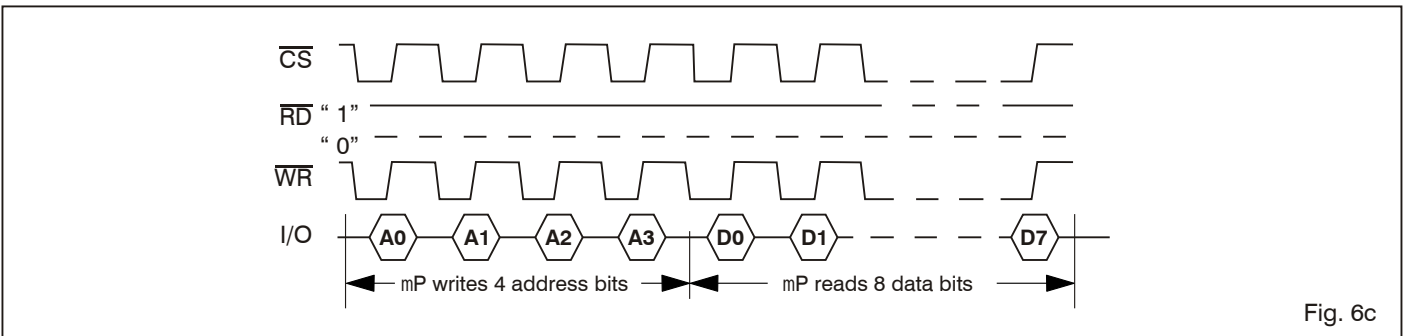 CS
RD “ 1”
“ 0”
WR
I/O A0 A1 A2 A3 D0 D1 D7
mP writes 4 address bits mP reads 8 data bits
Fig. 6c